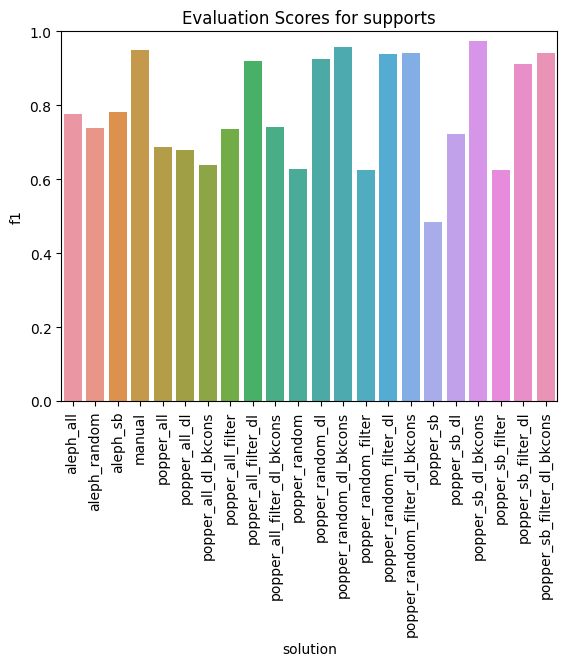 Evaluation Scores for supports
1.0
0.8
0.6
0.4
0.2
0.0
f1
aleph_all
aleph_random
aleph_sb
manual
popper_all
popper_all_dl
popper_all_dl_bkcons
popper_all_filter
popper_all_filter_dl
popper_all_filter_dl_bkcons
popper_random
popper_random_dl
popper_random_dl_bkcons
popper_random_filter
popper_random_filter_dl
popper_random_filter_dl_bkcons
popper_sb
popper_sb_dl
popper_sb_dl_bkcons
popper_sb_filter
popper_sb_filter_dl
popper_sb_filter_dl_bkcons
solution